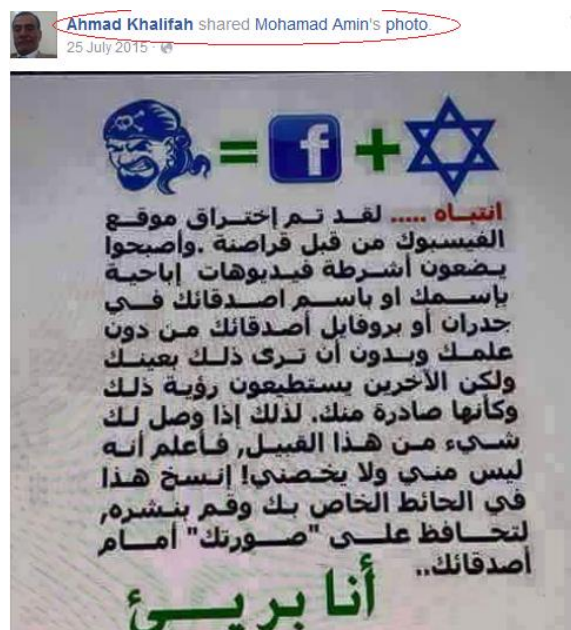 Ahmad Khalifah shared Mohamad Amin's photo.
25 July 2015
= f +
انتباه ..... لقد تم إختراق موقع
الفيسبوك من قبل قراصنة .وأصبحوا
يضعون أشرطة فيديوهات إباحية
بإسمك او باسم اصدقائك في
جدران أو بروفايل أصدقائك من دون
علمك وبدون أن ترى ذلك بعينك
ولكن الآخرين يستطيعون رؤية ذلك
وكأنها صادرة منك. لذلك إذا وصل لك
شيء من هذا القبيل, فأعلم أنه
ليس مني ولا يخصني! إنسخ هذا
في الحائط الخاص بك وقم بنشره,
لتحافظ على "صورتك" أمام
أصدقائك..
أنا بريئ